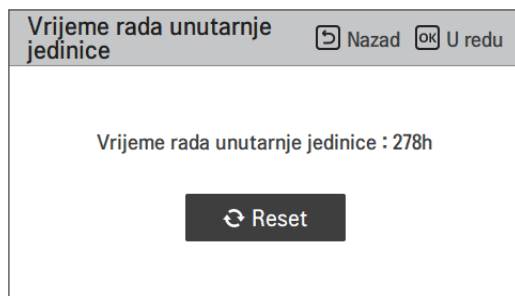 Vrijeme rada unutarnje
jedinice
Nazad
OK U redu
Vrijeme rada unutarnje jedinice : 278h
Reset